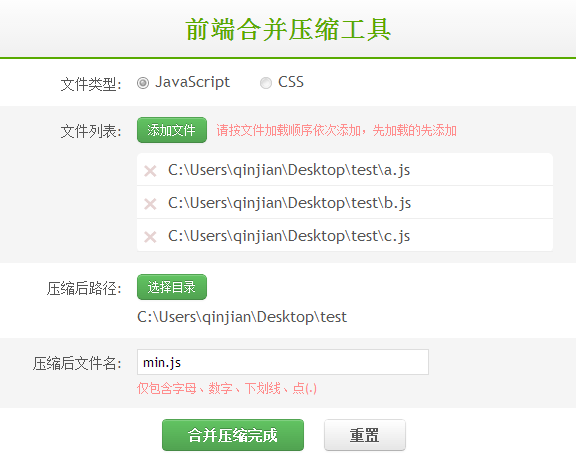 前端合并压缩工具
文件类型: JavaScript CSS
文件列表: 添加文件 请按文件加载顺序依次添加，先加载的先添加
C:\Users\qinjian\Desktop\test\a.js
C:\Users\qinjian\Desktop\test\b.js
C:\Users\qinjian\Desktop\test\c.js
压缩后路径: 选择目录
C:\Users\qinjian\Desktop\test
压缩后文件名: min.js
仅包含字母、数字、下划线、点(.)
合并压缩完成 重置